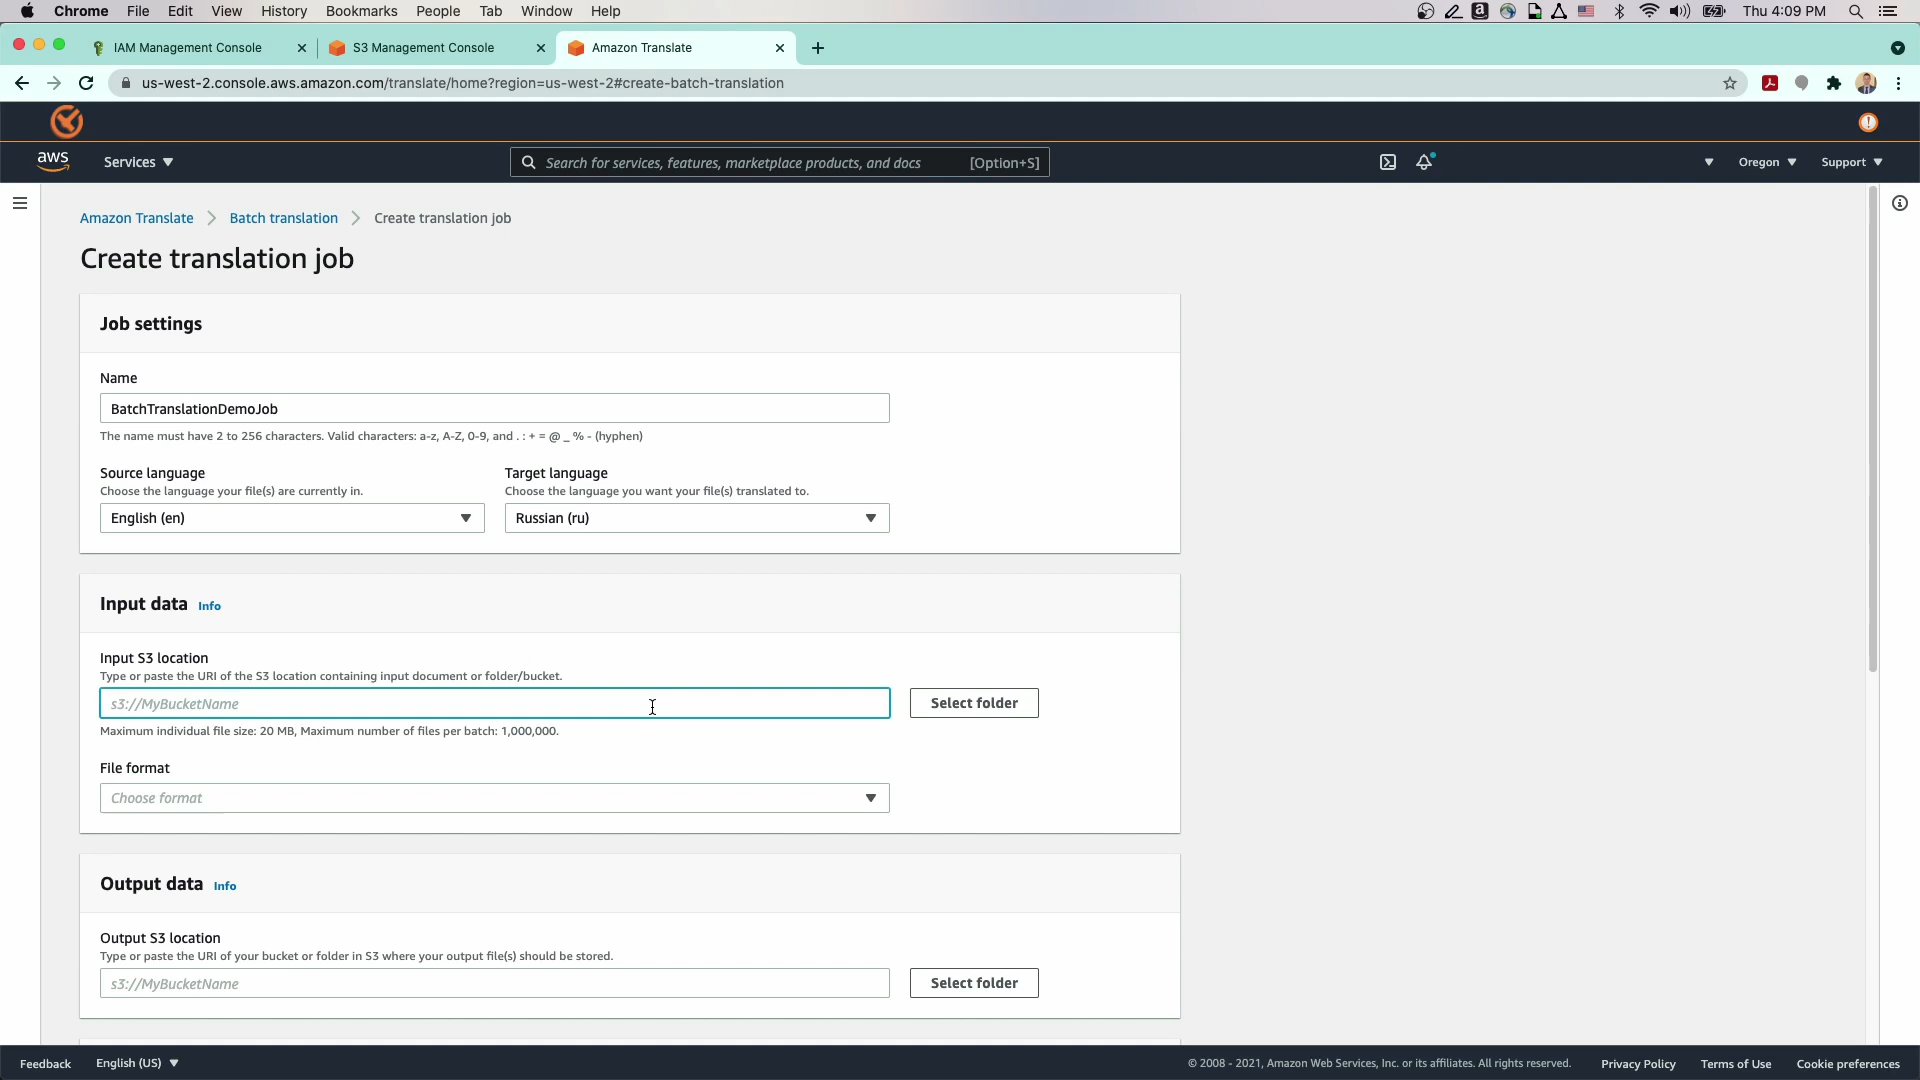 Chrome File Edit View History Bookmarks People Tab Window Help
Thu 4:09 PM
IAM Management Console
S3 Management Console
Amazon Translate
us-west-2.console.aws.amazon.com/translate/home?region=us-west-2#create-batch-translation
aws
Services
Search for services, features, marketplace products, and docs [Option+S]
Oregon
Support
Amazon Translate
Batch translation
Create translation job
Create translation job
Job settings
Name
BatchTranslationDemoJob
The name must have 2 to 256 characters. Valid characters: a-z, A-Z, 0-9, and . : + = @ _ % - (hyphen)
Source language
Choose the language your file(s) are currently in.
English (en)
Target language
Choose the language you want your file(s) translated to.
Russian (ru)
Input data Info
Input S3 location
Type or paste the URI of the S3 location containing input document or folder/bucket.
s3://MyBucketName
Select folder
Maximum individual file size: 20 MB, Maximum number of files per batch: 1,000,000.
File format
Choose format
Output data Info
Output S3 location
Type or paste the URI of your bucket or folder in S3 where your output file(s) should be stored.
s3://MyBucketName
Select folder
Feedback
English (US)
© 2008 - 2021, Amazon Web Services, Inc. or its affiliates. All rights reserved.
Privacy Policy
Terms of Use
Cookie preferences